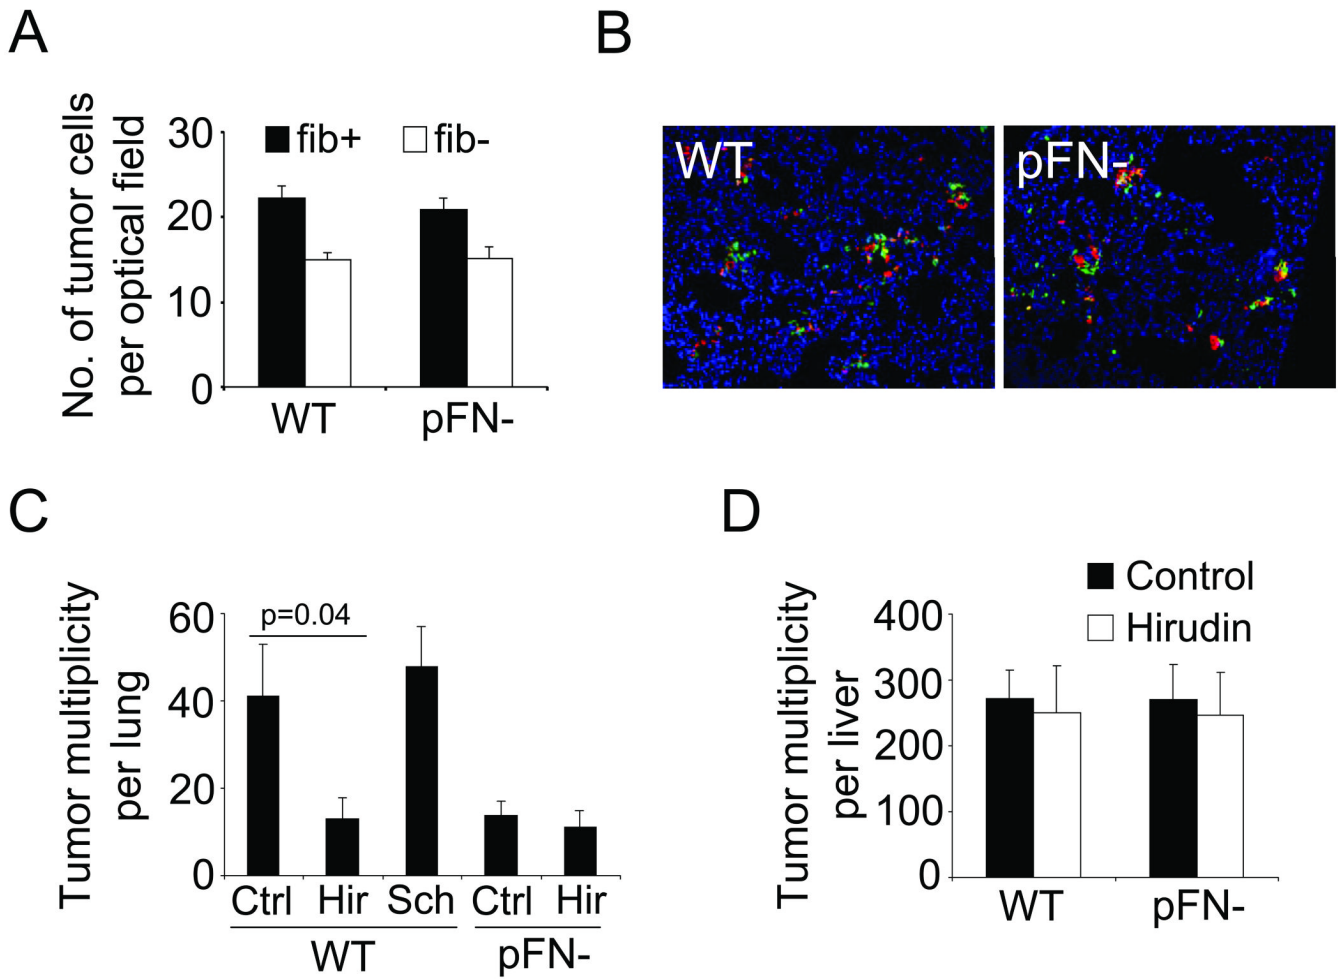 A
No. of tumor cells
per optical field
30
20
10
0
fib+
fib-
WT
pFN-
B
WT
pFN-
C
Tumor multiplicity
per lung
60
40
20
0
p=0.04
Ctrl
Hir
Sch
Ctrl
Hir
WT
pFN-
D
Tumor multiplicity
per liver
Control
Hirudin
400
300
200
100
0
WT
pFN-